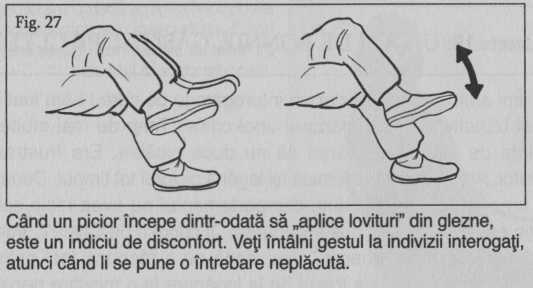 Fig. 27
Când un picior începe dintr-odată să „aplice lovituri” din glezne,
este un indiciu de disconfort. Veţi întâlni gestul la indivizii interogaţi,
atunci când li se pune o întrebare neplăcută.